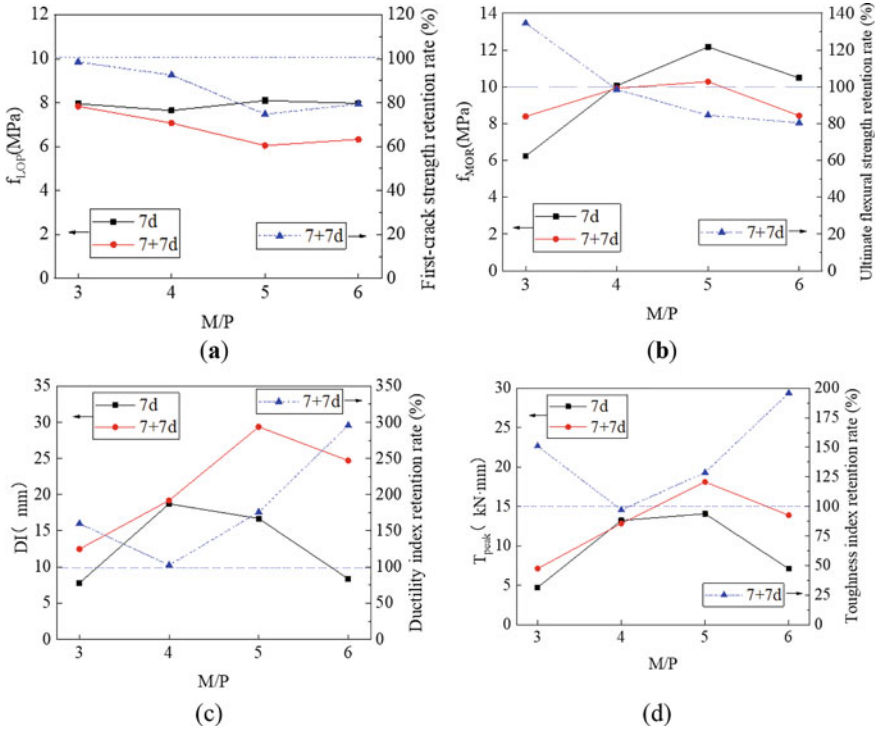 f_LOP(MPa)
0
2
4
6
8
10
12
3
4
5
6
M/P
0
20
40
60
80
100
120
First-crack strength retention rate (%)
7d
7+7d
7+7d
(a)
f_MOR(MPa)
0
2
4
6
8
10
12
14
3
4
5
6
M/P
0
20
40
60
80
100
120
140
Ultimate flexural strength retention rate (%)
7d
7+7d
7+7d
(b)
DI( mm)
0
5
10
15
20
25
30
35
3
4
5
6
M/P
0
50
100
150
200
250
300
350
Ductility index retention rate (%)
7d
7+7d
7+7d
(c)
T_peak( kN·mm)
0
5
10
15
20
25
30
3
4
5
6
M/P
0
25
50
75
100
125
150
175
200
Toughness index retention rate (%)
7d
7+7d
7+7d
(d)